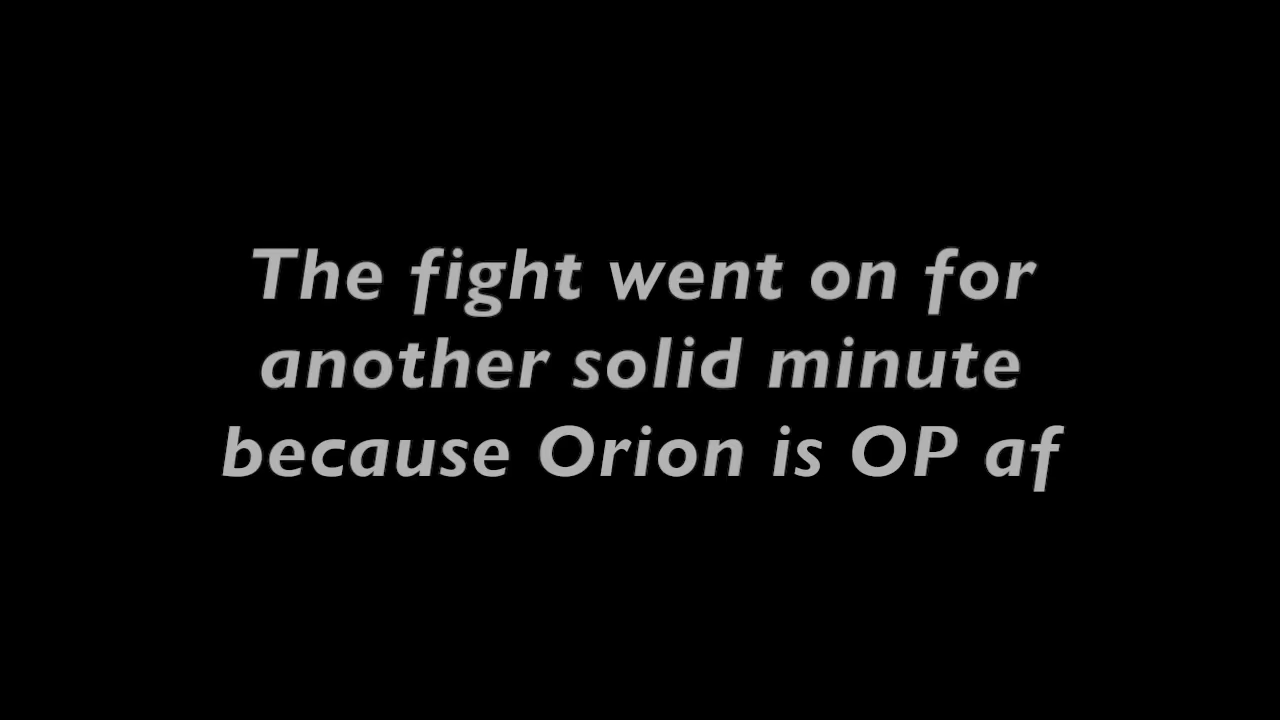 The fight went on for
another solid minute
because Orion is OP af